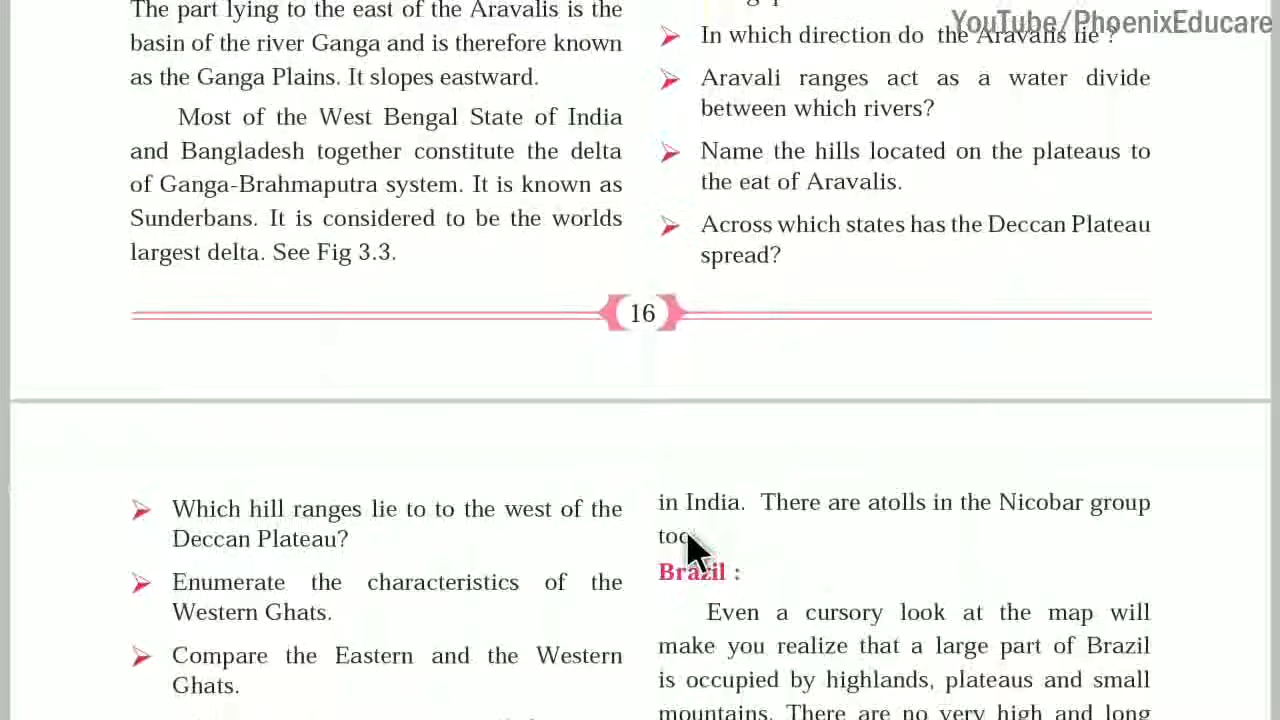 YouTube/PhoenixEducare
The part lying to the east of the Aravalis is the
basin of the river Ganga and is therefore known
as the Ganga Plains. It slopes eastward.
Most of the West Bengal State of India
and Bangladesh together constitute the delta
of Ganga-Brahmaputra system. It is known as
Sunderbans. It is considered to be the worlds
largest delta. See Fig 3.3.
➢ In which direction do the Aravalis lie ?
➢ Aravali ranges act as a water divide
between which rivers?
➢ Name the hills located on the plateaus to
the eat of Aravalis.
➢ Across which states has the Deccan Plateau
spread?
16
➢ Which hill ranges lie to to the west of the
Deccan Plateau?
➢ Enumerate the characteristics of the
Western Ghats.
➢ Compare the Eastern and the Western
Ghats.
in India. There are atolls in the Nicobar group
too
Brazil :
Even a cursory look at the map will
make you realize that a large part of Brazil
is occupied by highlands, plateaus and small
mountains. There are no very high and long